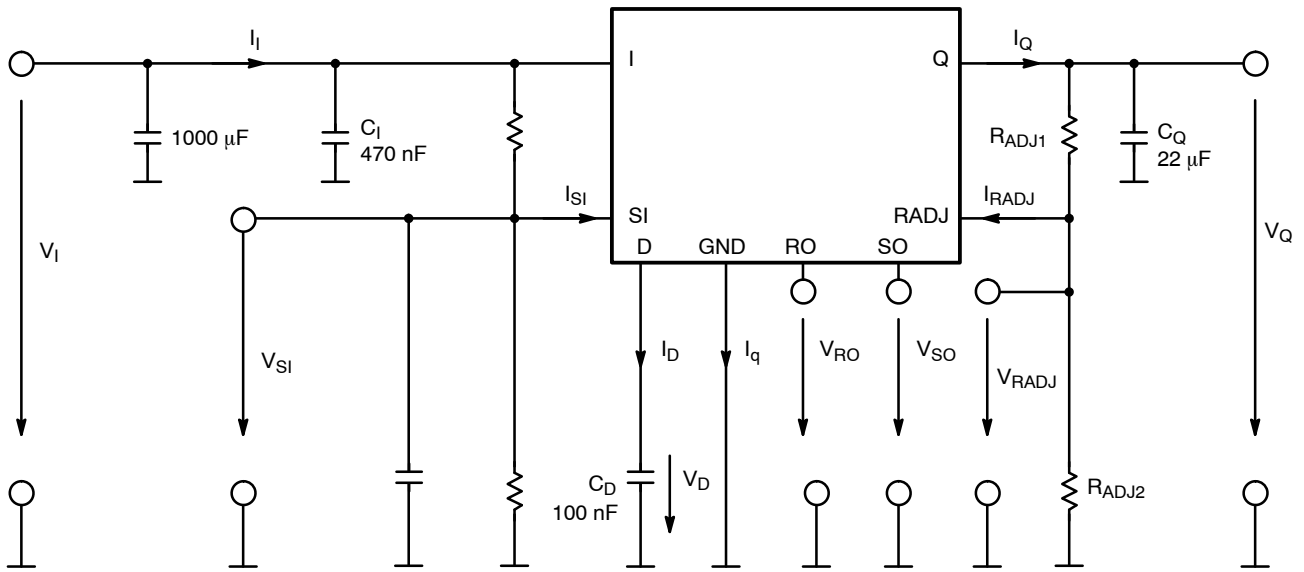 I_I
I
Q
I_Q
1000 μF
C_I
470 nF
R_ADJ1
C_Q
22 μF
I_SI
I_RADJ
SI
RADJ
V_I
V_Q
D
GND
RO
SO
V_SI
I_D
I_q
V_RO
V_SO
V_RADJ
C_D
100 nF
V_D
R_ADJ2